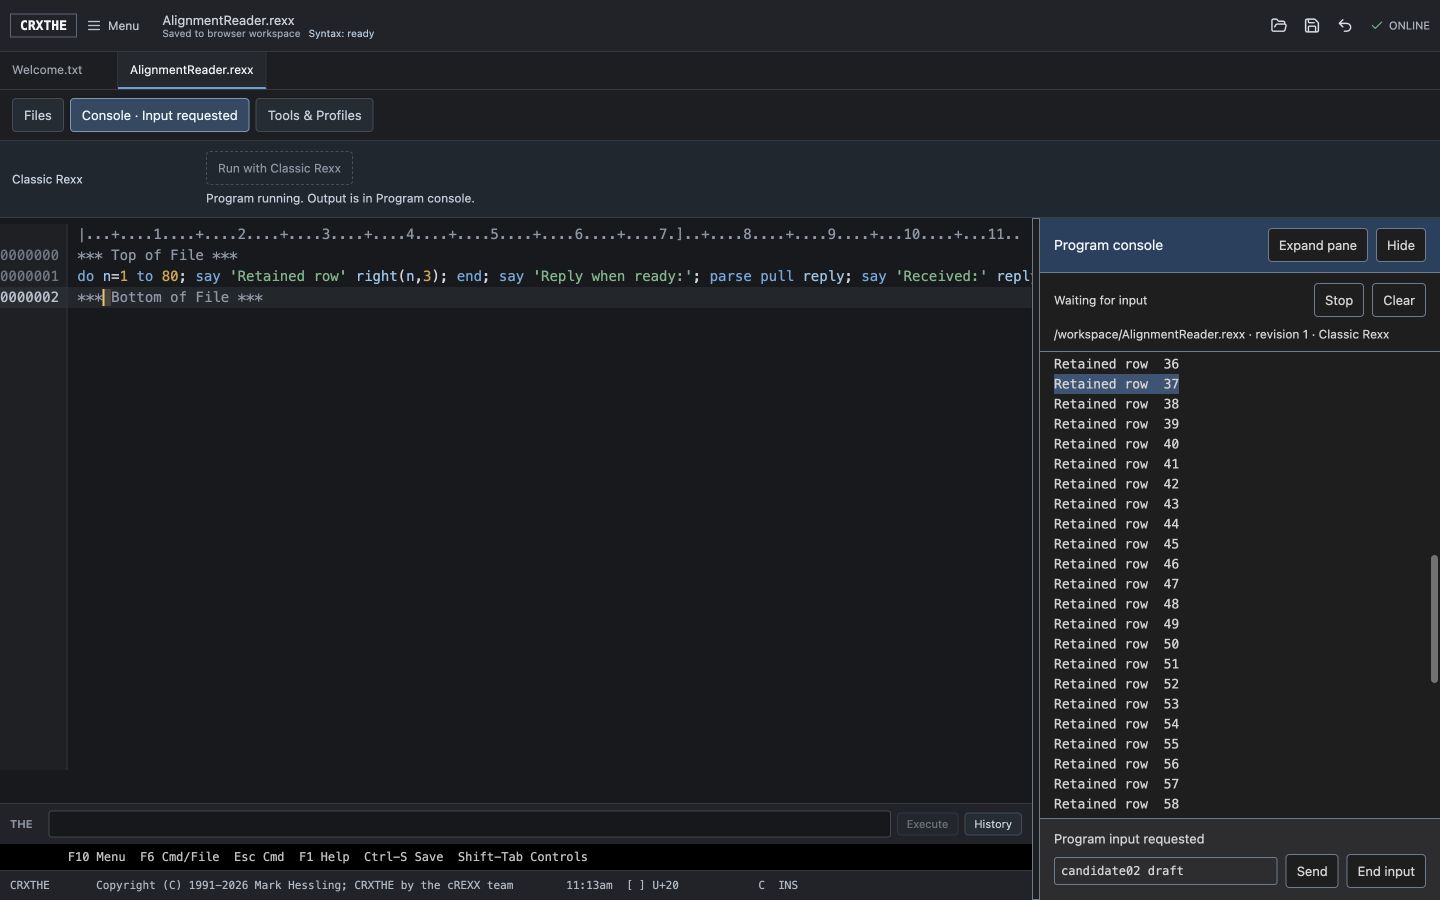 CRXTHE
Menu
AlignmentReader.rexx
Saved to browser workspace Syntax: ready
ONLINE
Welcome.txt
AlignmentReader.rexx
Files
Console · Input requested
Tools & Profiles
Classic Rexx
Run with Classic Rexx
Program running. Output is in Program console.
|...+....1....+....2....+....3....+....4....+....5....+....6....+....7.]..+....8....+....9....+...10....+...11..
0000000 *** Top of File ***
0000001 do n=1 to 80; say 'Retained row' right(n,3); end; say 'Reply when ready:'; parse pull reply; say 'Received:' repl
0000002 *** Bottom of File ***
Program console
Expand pane
Hide
Waiting for input
Stop
Clear
/workspace/AlignmentReader.rexx · revision 1 · Classic Rexx
Retained row  36
Retained row  37
Retained row  38
Retained row  39
Retained row  40
Retained row  41
Retained row  42
Retained row  43
Retained row  44
Retained row  45
Retained row  46
Retained row  47
Retained row  48
Retained row  49
Retained row  50
Retained row  51
Retained row  52
Retained row  53
Retained row  54
Retained row  55
Retained row  56
Retained row  57
Retained row  58
Program input requested
candidate02 draft
Send
End input
THE
Execute
History
F10 Menu F6 Cmd/File Esc Cmd F1 Help Ctrl-S Save Shift-Tab Controls
CRXTHE Copyright (C) 1991-2026 Mark Hessling; CRXTHE by the cREXX team 11:13am [ ] U+20 C INS